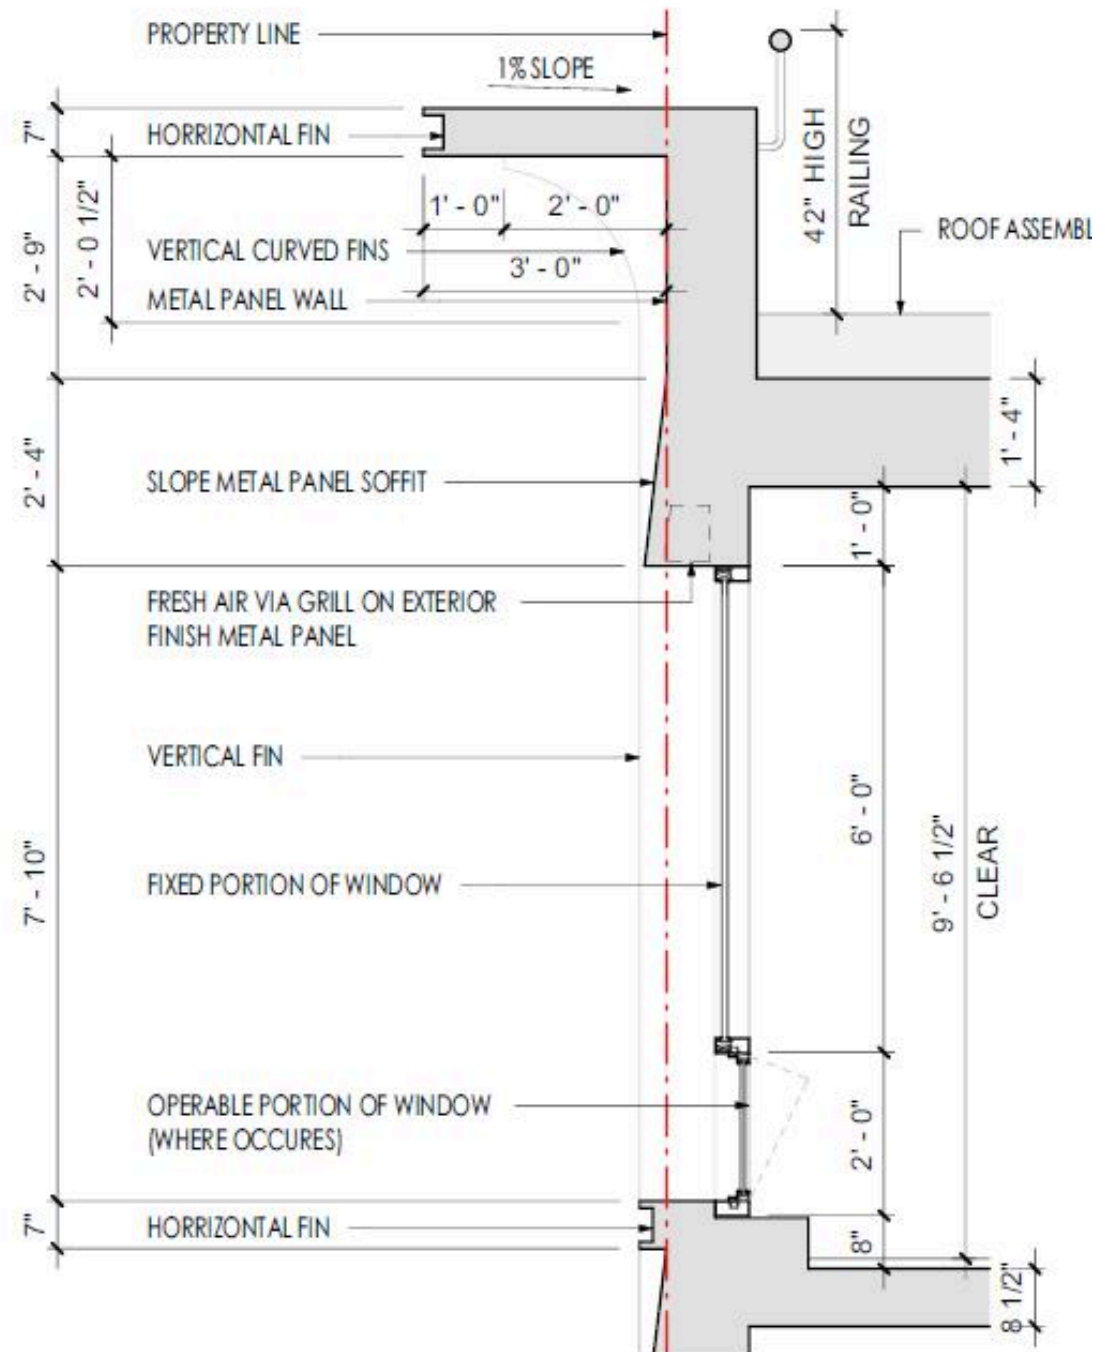 PROPERTY LINE
1% SLOPE
HORRIZONTAL FIN
7"
42" HIGH
RAILING
1' - 0"
2' - 0"
2' - 0 1/2"
2' - 9"
ROOF ASSEMBL
VERTICAL CURVED FINS
3' - 0"
METAL PANEL WALL
1' - 4"
2' - 4"
SLOPE METAL PANEL SOFFIT
1' - 0"
FRESH AIR VIA GRILL ON EXTERIOR
FINISH METAL PANEL
VERTICAL FIN
6' - 0"
9' - 6 1/2"
CLEAR
7' - 10"
FIXED PORTION OF WINDOW
OPERABLE PORTION OF WINDOW
(WHERE OCCURES)
2' - 0"
7"
HORRIZONTAL FIN
8"
8 1/2"